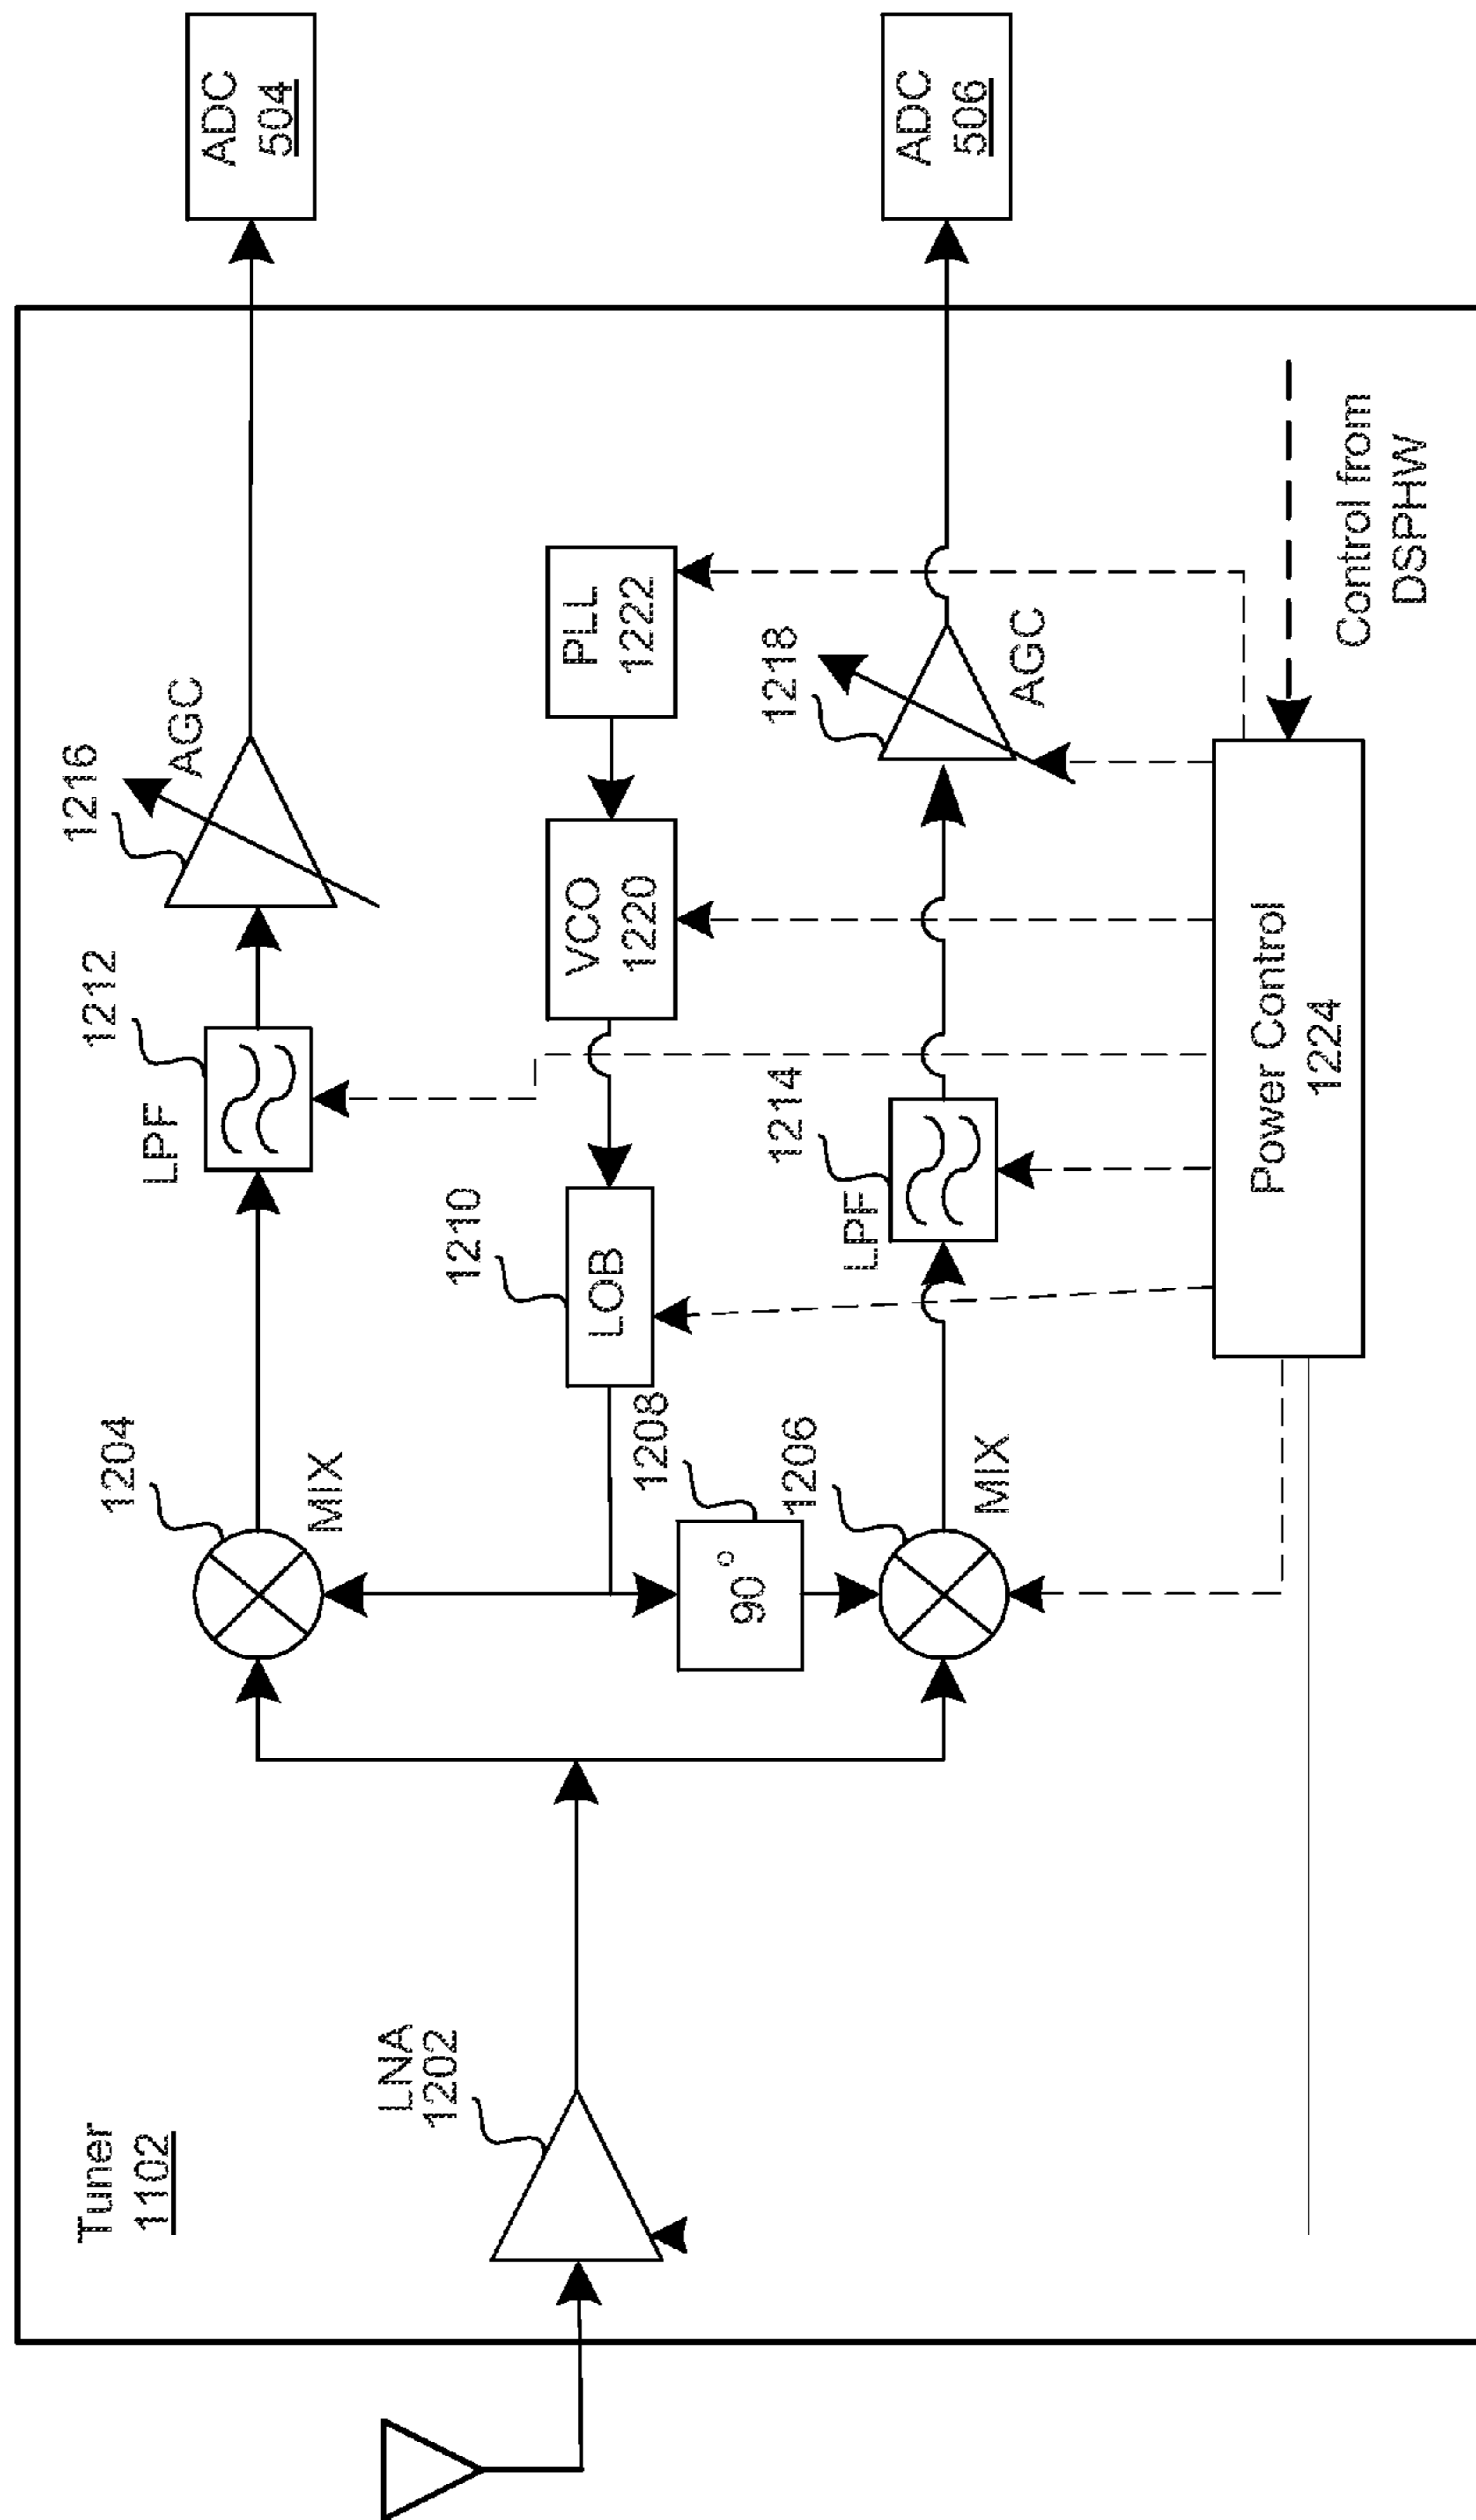 Tuner
1102
LNA
1202
1204
MIX
LPF
1212
1216
AGC
ADC
504
1210
LOB
VCO
1220
PLL
1222
1208
90°
1206
MIX
LPF
1214
1218
AGC
ADC
506
Power Control
1224
Control from
DSPHW